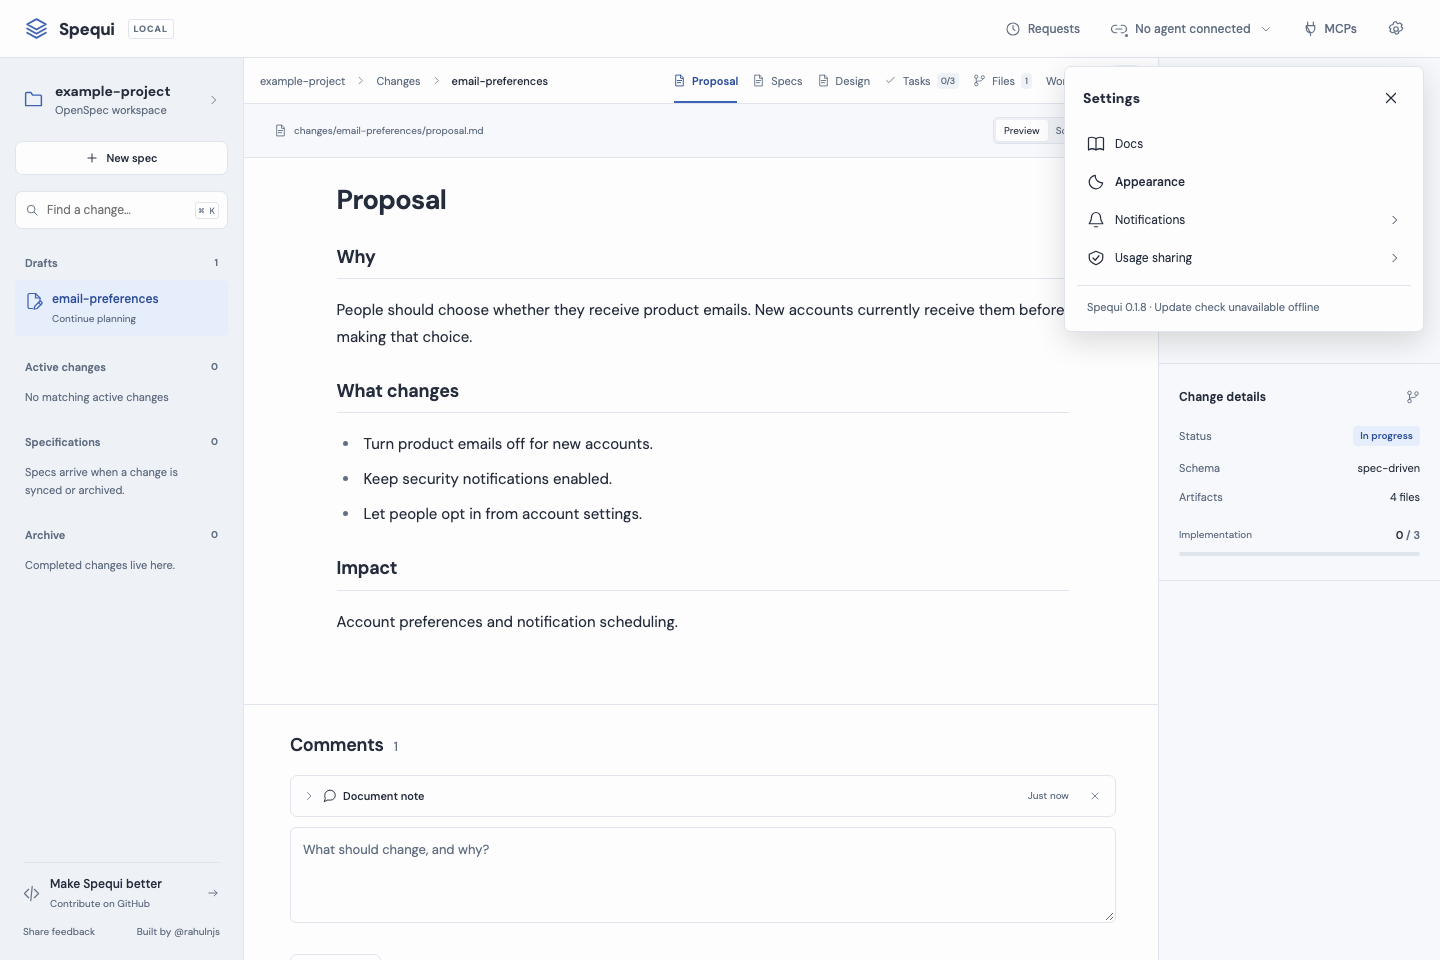 Spequi
LOCAL
Requests
No agent connected
MCPs
example-project
OpenSpec workspace
New spec
Find a change...
⌘ K
Drafts 1
email-preferences
Continue planning
Active changes 0
No matching active changes
Specifications 0
Specs arrive when a change is
synced or archived.
Archive 0
Completed changes live here.
Make Spequi better
Contribute on GitHub
Share feedback Built by @rahulnjs
example-project > Changes > email-preferences
Proposal Specs Design Tasks 0/3 Files 1
changes/email-preferences/proposal.md
Preview
Proposal
Why
People should choose whether they receive product emails. New accounts currently receive them before
making that choice.
What changes
• Turn product emails off for new accounts.
• Keep security notifications enabled.
• Let people opt in from account settings.
Impact
Account preferences and notification scheduling.
Comments 1
Document note Just now
What should change, and why?
Settings
Docs
Appearance
Notifications
Usage sharing
Spequi 0.1.8 · Update check unavailable offline
Change details
Status In progress
Schema spec-driven
Artifacts 4 files
Implementation 0 / 3